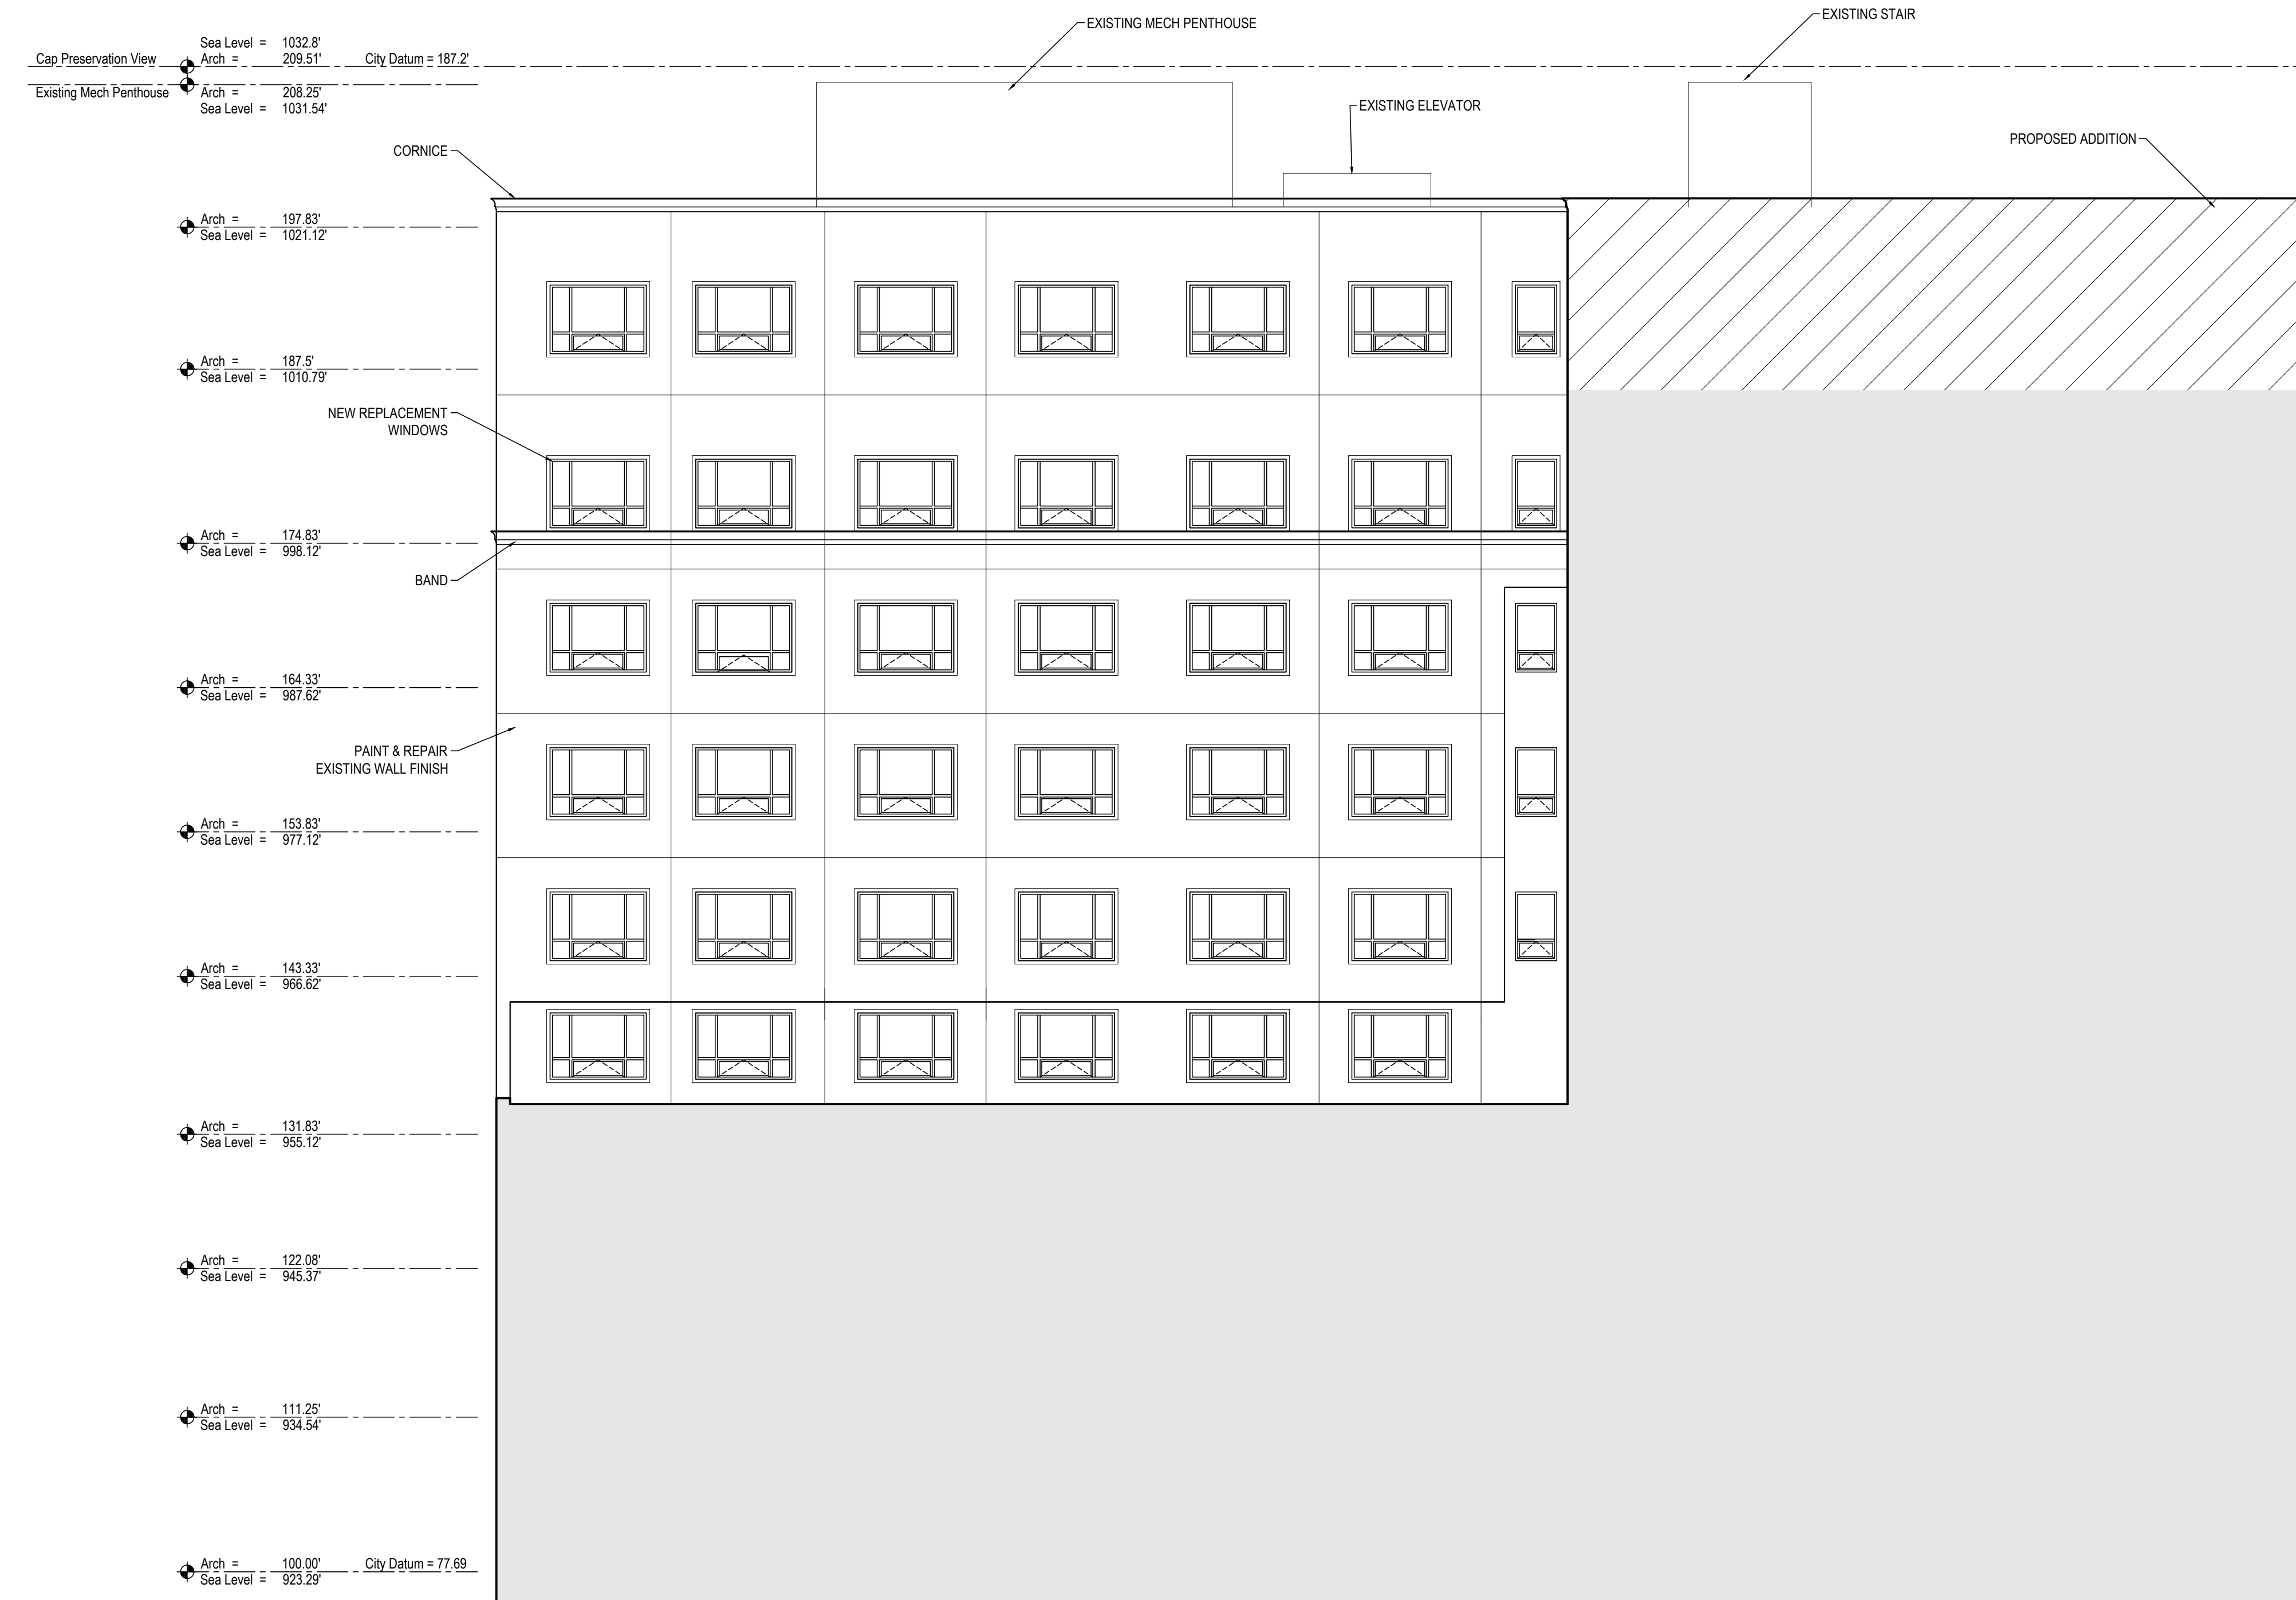 EXISTING MECH PENTHOUSE
EXISTING STAIR
Sea Level = 1032.8'
Cap Preservation View Arch = 209.51' City Datum = 187.2'
Existing Mech Penthouse Arch = 208.25'
Sea Level = 1031.54'
EXISTING ELEVATOR
PROPOSED ADDITION
CORNICE
Arch = 197.83'
Sea Level = 1021.12'
Arch = 187.5'
Sea Level = 1010.79'
NEW REPLACEMENT
WINDOWS
Arch = 174.83'
Sea Level = 998.12'
BAND
Arch = 164.33'
Sea Level = 987.62'
PAINT & REPAIR
EXISTING WALL FINISH
Arch = 153.83'
Sea Level = 977.12'
Arch = 143.33'
Sea Level = 966.62'
Arch = 131.83'
Sea Level = 955.12'
Arch = 122.08'
Sea Level = 945.37'
Arch = 111.25'
Sea Level = 934.54'
Arch = 100.00' City Datum = 77.69
Sea Level = 923.29'